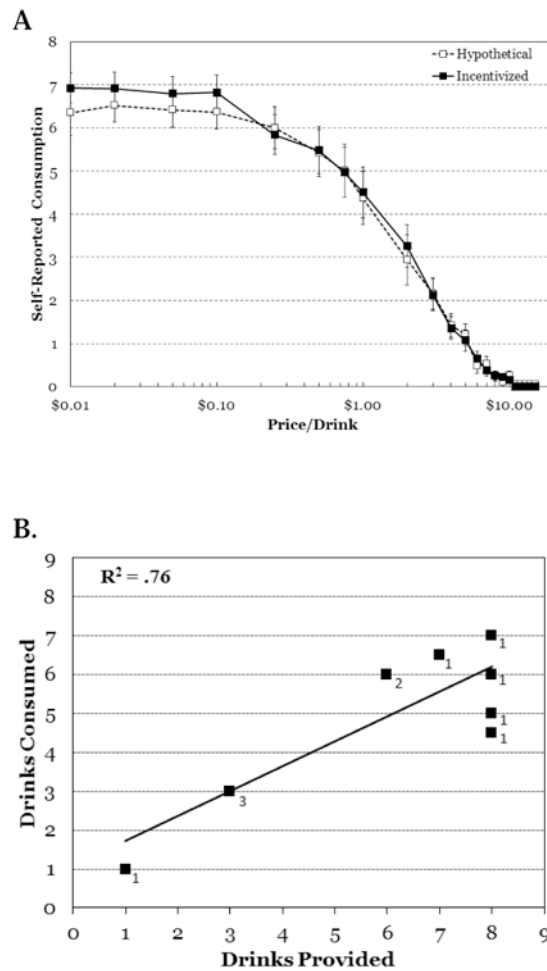 A
8
7
6
5
4
3
2
1
0
Self-Reported Consumption
Hypothetical
Incentivized
$0.01 $0.10 $1.00 $10.00
Price/Drink
B.
R² = .76
9
8
7
6
5
4
3
2
1
0
Drinks Consumed
1
1
2
1
1
1
3
1
0 1 2 3 4 5 6 7 8 9
Drinks Provided